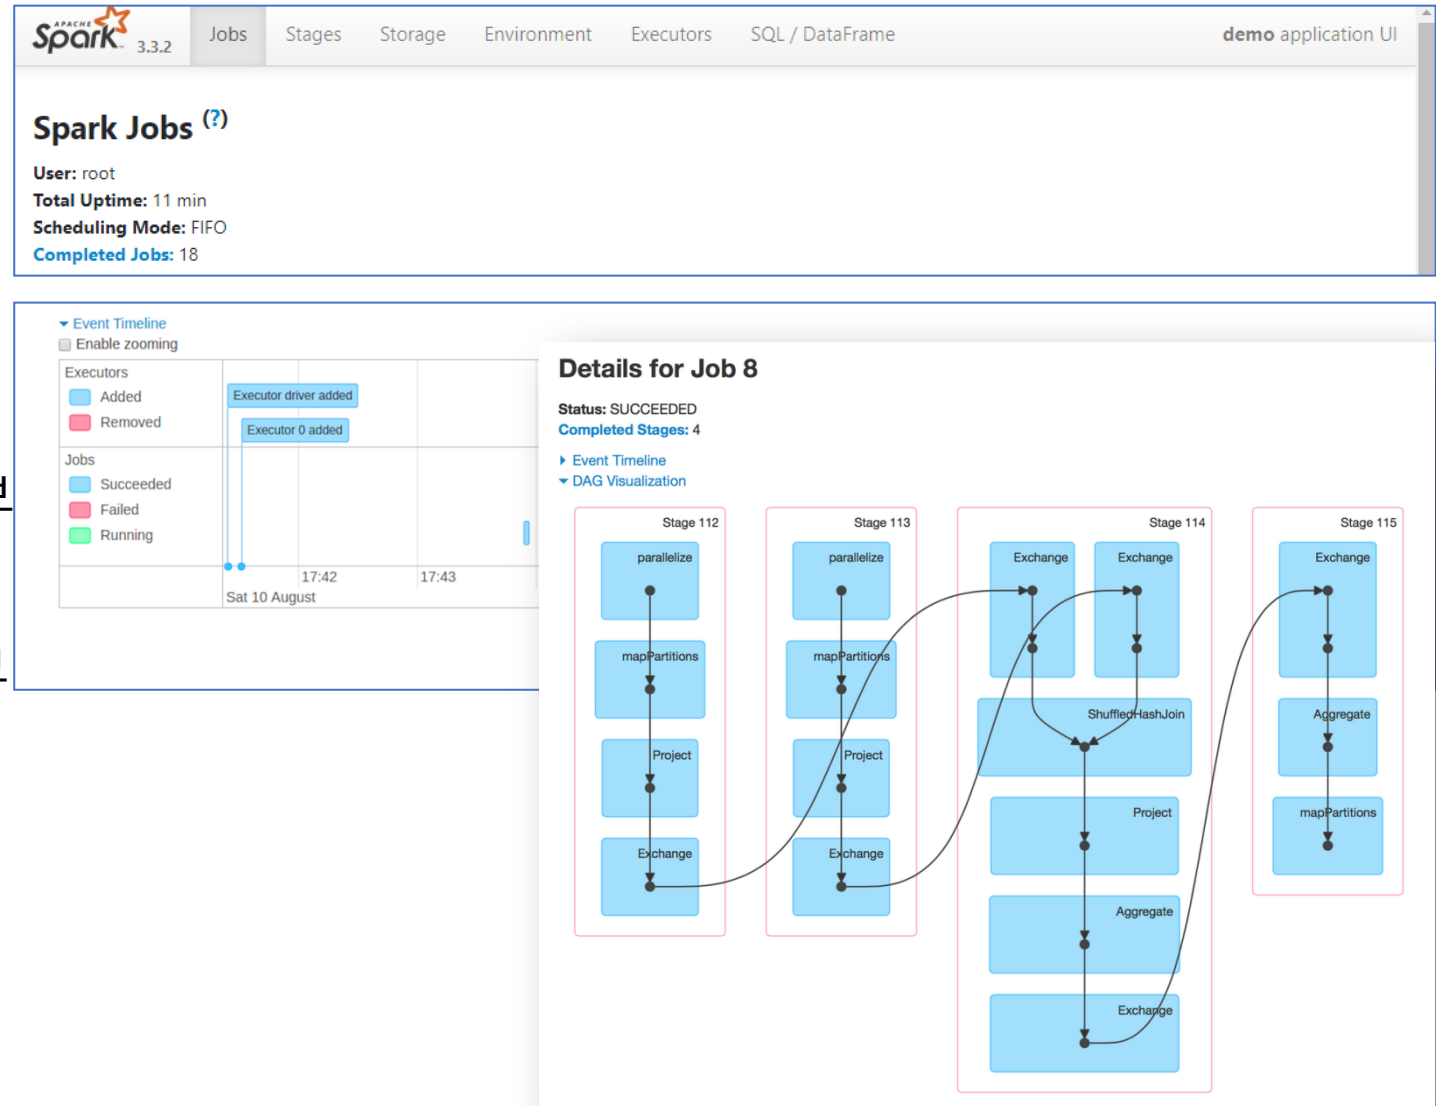 APACHE
Spark 3.3.2
Jobs
Stages
Storage
Environment
Executors
SQL / DataFrame
demo application UI
Spark Jobs (?)
User: root
Total Uptime: 11 min
Scheduling Mode: FIFO
Completed Jobs: 18
Event Timeline
Enable zooming
Executors
Added
Removed
Executor driver added
Executor 0 added
Jobs
Succeeded
Failed
Running
17:42
17:43
Sat 10 August
Details for Job 8
Status: SUCCEEDED
Completed Stages: 4
Event Timeline
DAG Visualization
Stage 112
parallelize
mapPartitions
Project
Exchange
Stage 113
parallelize
mapPartitions
Project
Exchange
Stage 114
Exchange
Exchange
ShuffledHashJoin
Project
Aggregate
Exchange
Stage 115
Exchange
Aggregate
mapPartitions